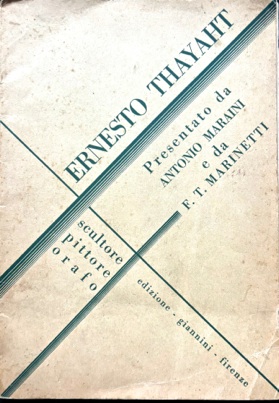 ERNESTO THAYAHT
Presentato da
ANTONIO MARAINI
e da
F. T. MARINETTI
scultore
pittore
orafo
edizione - giannini - firenze